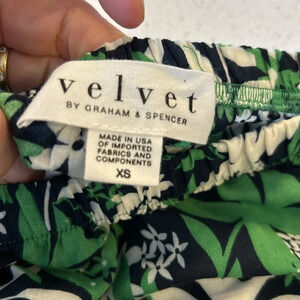 velvet
BY GRAHAM & SPENCER
MADE IN USA
OF IMPORTED
FABRICS AND
COMPONENTS
XS